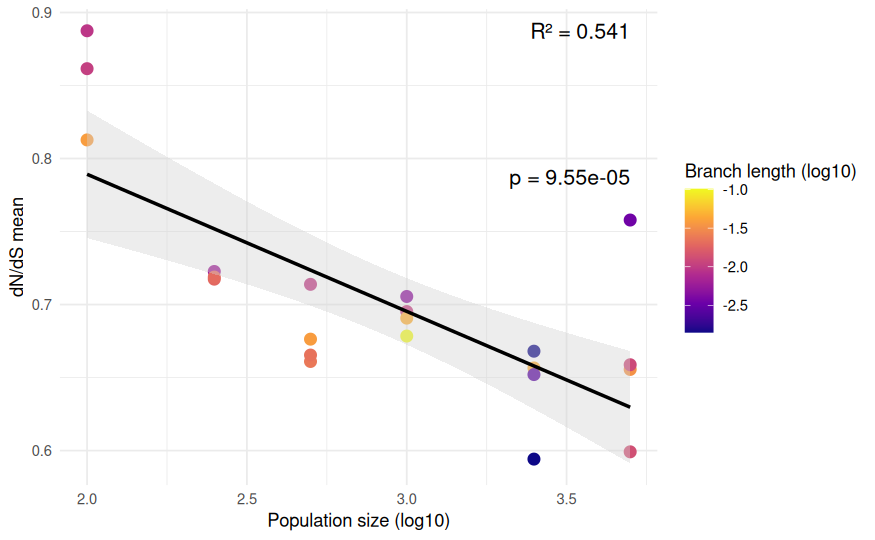 0.9
0.8
0.7
0.6
dN/dS mean
R² = 0.541
p = 9.55e-05
2.0
2.5
3.0
3.5
Population size (log10)
Branch length (log10)
-1.0
-1.5
-2.0
-2.5